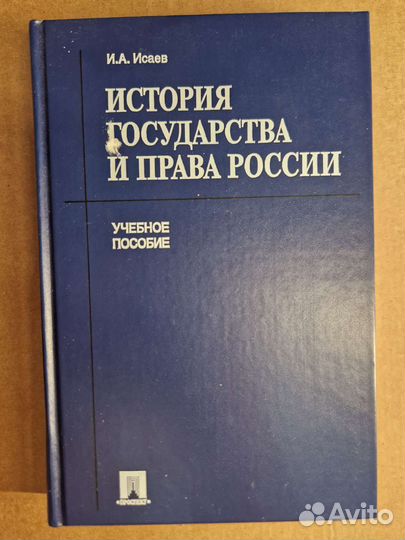 И.А. Исаев
ИСТОРИЯ
ГОСУДАРСТВА
И ПРАВА РОССИИ
УЧЕБНОЕ
ПОСОБИЕ
Avito